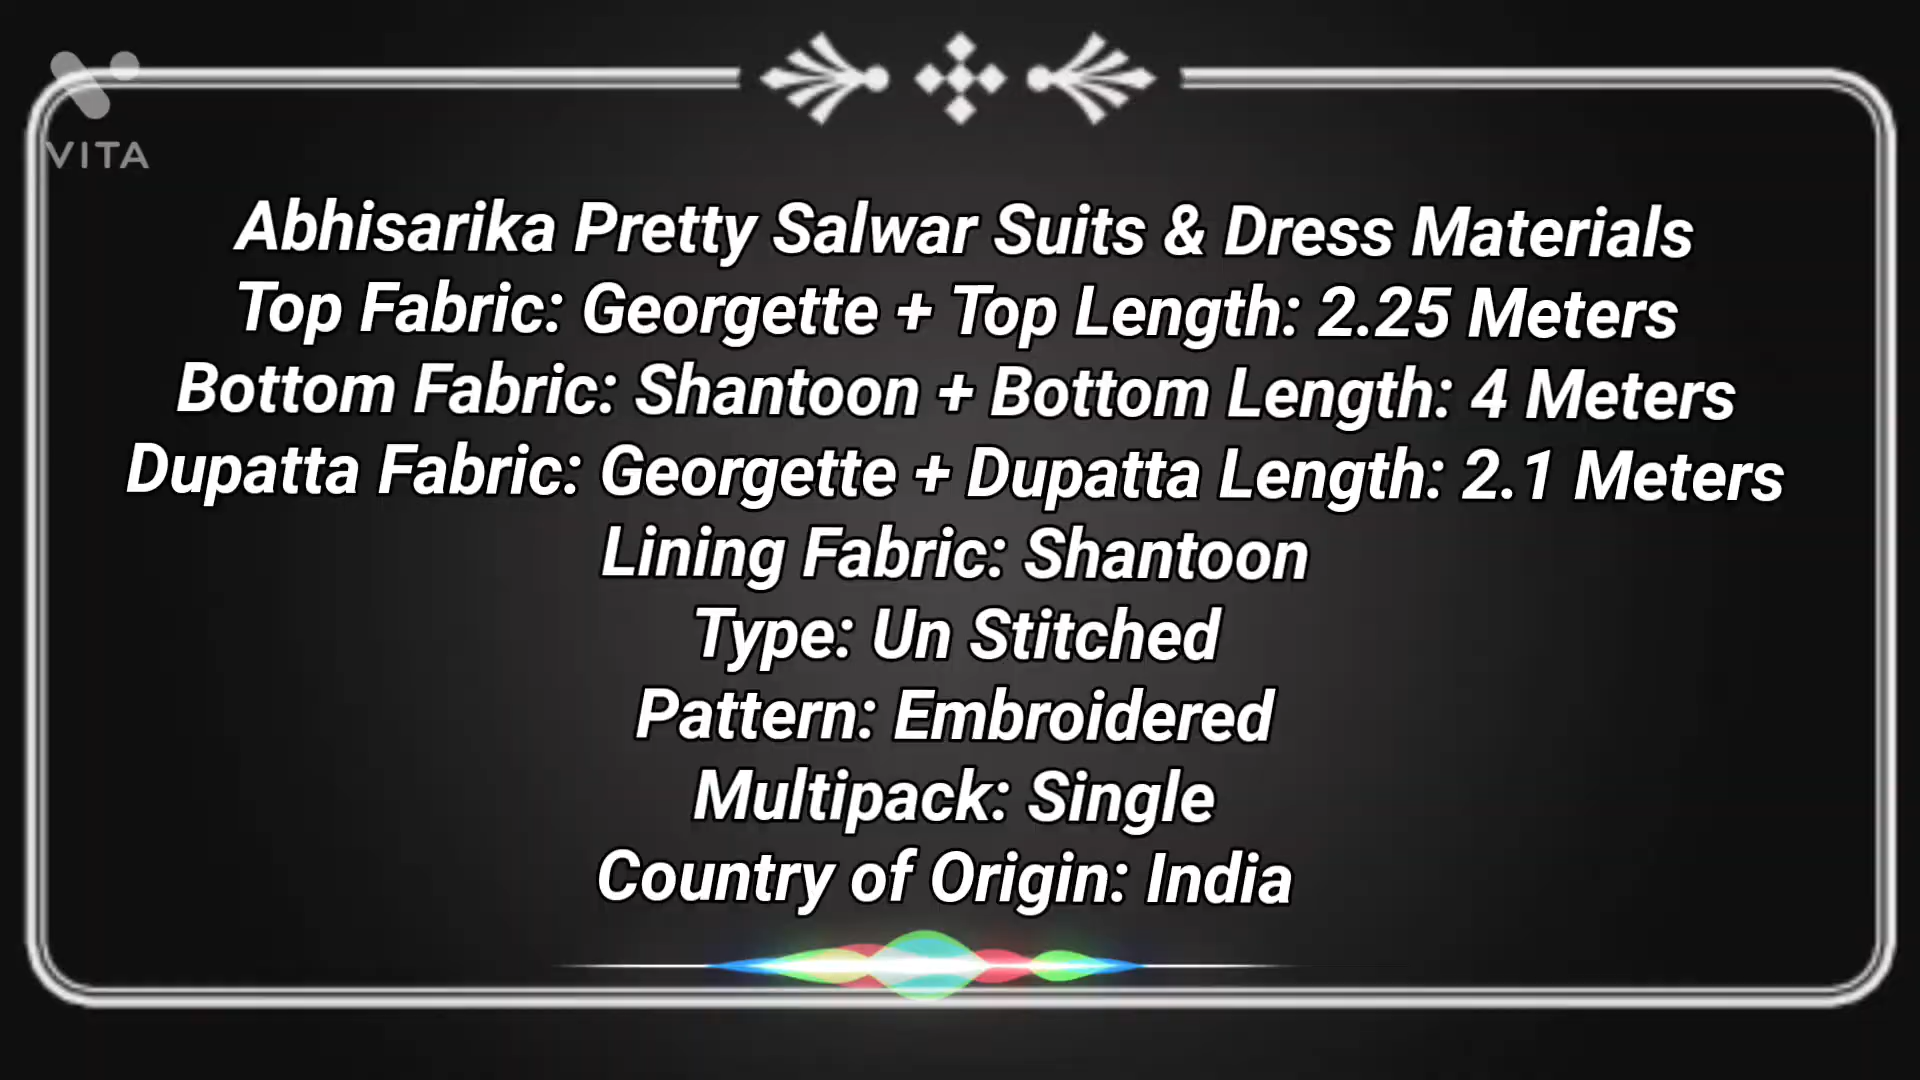 VITA
Abhisarika Pretty Salwar Suits & Dress Materials
Top Fabric: Georgette + Top Length: 2.25 Meters
Bottom Fabric: Shantoon + Bottom Length: 4 Meters
Dupatta Fabric: Georgette + Dupatta Length: 2.1 Meters
Lining Fabric: Shantoon
Type: Un Stitched
Pattern: Embroidered
Multipack: Single
Country of Origin: India